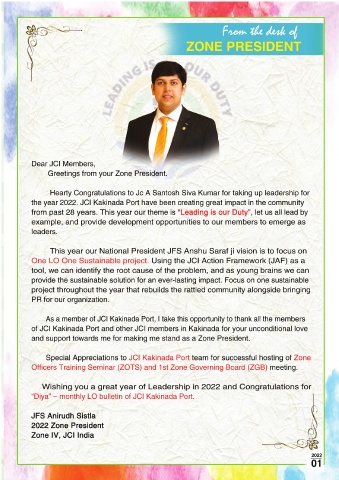 From the desk of
ZONE PRESIDENT
LEADING IS OUR DUTY
Dear JCI Members,
Greetings from your Zone President.
Hearty Congratulations to Jc A Santosh Siva Kumar for taking up leadership for
the year 2022. JCI Kakinada Port have been creating great impact in the community
from past 28 years. This year our theme is "Leading is our Duty", let us all lead by
example, and provide development opportunities to our members to emerge as
leaders.
This year our National President JFS Anshu Saraf ji vision is to focus on
One LO One Sustainable project. Using the JCI Action Framework (JAF) as a
tool, we can identify the root cause of the problem, and as young brains we can
provide the sustainable solution for an ever-lasting impact. Focus on one sustainable
project throughout the year that rebuilds the rattled community alongside bringing
PR for our organization.
As a member of JCI Kakinada Port, I take this opportunity to thank all the members
of JCI Kakinada Port and other JCI members in Kakinada for your unconditional love
and support towards me for making me stand as a Zone President.
Special Appreciations to JCI Kakinada Port team for successful hosting of Zone
Officers Training Seminar (ZOTS) and 1st Zone Governing Board (ZGB) meeting.
Wishing you a great year of Leadership in 2022 and Congratulations for
"Diya" – monthly LO bulletin of JCI Kakinada Port.
JFS Anirudh Sistla
2022 Zone President
Zone IV, JCI India
2022
01